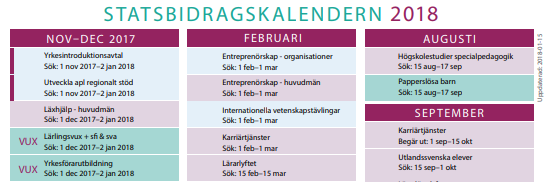 STATSBIDRAGSKALENDERN 2018
NOV–DEC 2017
Yrkesintroduktionsavtal
Sök: 1 nov 2017–2 jan 2018
Utveckla apl regionalt stöd
Sök: 1 nov 2017–2 jan 2018
Läxhjälp - huvudmän
Sök: 1 dec 2017–2 jan 2018
VUX
Lärlingsvux + sfi & sva
Sök: 1 dec 2017–2 jan 2018
VUX
Yrkesförarutbildning
Sök: 1 dec 2017–2 jan 2018
FEBRUARI
Entreprenörskap - organisationer
Sök: 1 feb–1 mar
Entreprenörskap - huvudmän
Sök: 1 feb–1 mar
Internationella vetenskapstävlingar
Sök: 1 feb–1 mar
Karriärtjänster
Sök: 1 feb–1 mar
Lärarlyftet
Sök: 15 feb–15 mar
AUGUSTI
Högskolestudier specialpedagogik
Sök: 15 aug–17 sep
Papperslösa barn
Sök: 15 aug–17 sep
SEPTEMBER
Karriärtjänster
Begär ut: 1 sep–15 okt
Utlandssvenska elever
Sök: 15 sep–1 okt
Uppdaterad: 2018-01-15